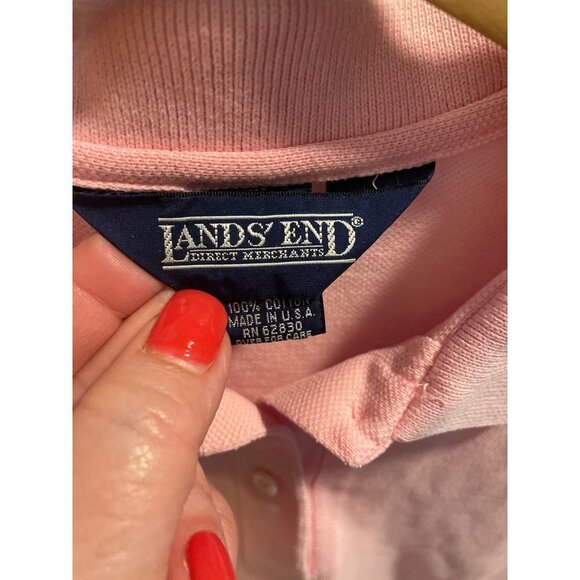 LANDS' END®
DIRECT MERCHANTS
100% COTTON
MADE IN U.S.A.
RN 62830
OVER FOR CARE